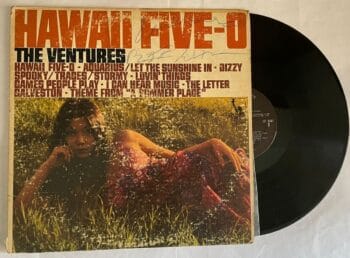 HAWAII FIVE-O
THE VENTURES
HAWAII FIVE-O • AQUARIUS/LET THE SUNSHINE IN • DIZZY
SPOOKY/TRACES/STORMY • LOVIN' THINGS
GAMES PEOPLE PLAY • I CAN HEAR MUSIC • THE LETTER
GALVESTON • THEME FROM "A SUMMER PLACE"